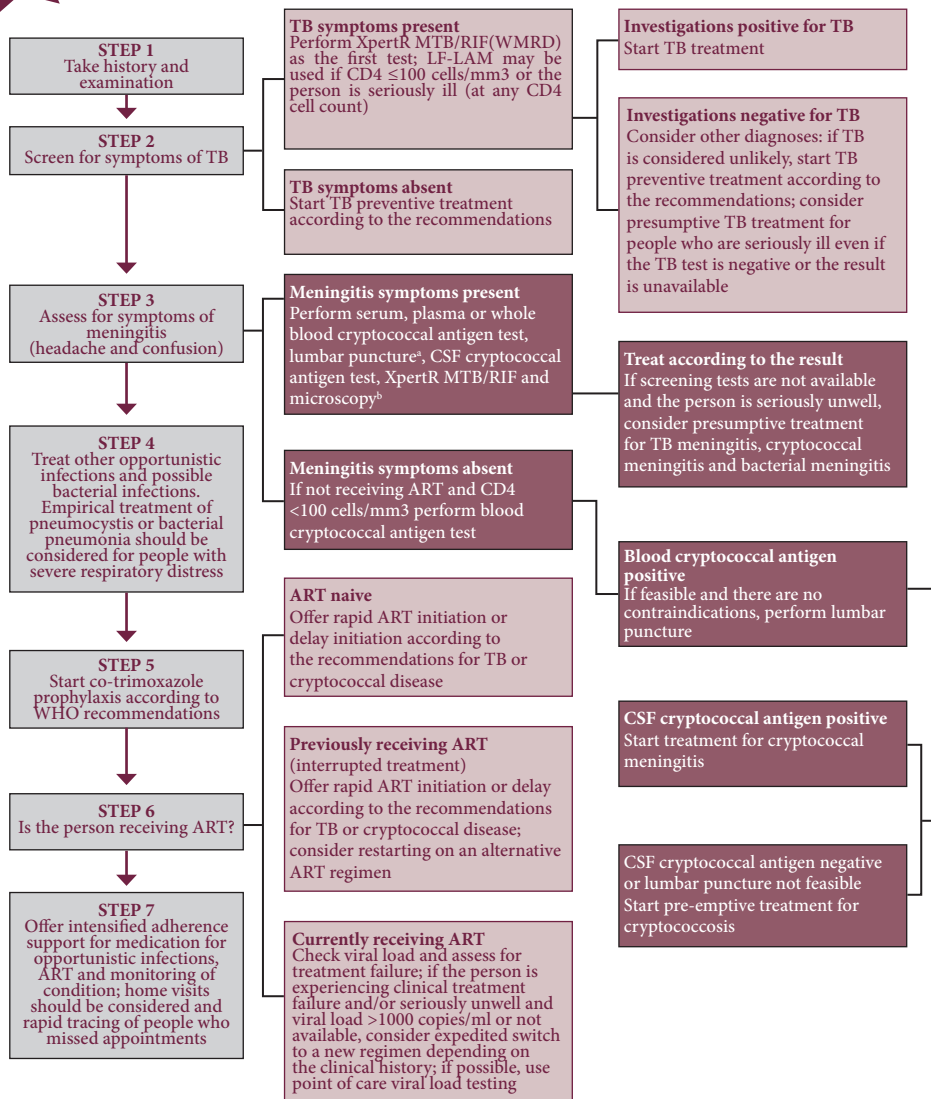 STEP 1
Take history and
examination
STEP 2
Screen for symptoms of TB
TB symptoms present
Perform XpertR MTB/RIF(WMRD)
as the first test; LF-LAM may be
used if CD4 ≤100 cells/mm3 or the
person is seriously ill (at any CD4
cell count)
TB symptoms absent
Start TB preventive treatment
according to the recommendations
Investigations positive for TB
Start TB treatment
Investigations negative for TB
Consider other diagnoses: if TB
is considered unlikely, start TB
preventive treatment according to
the recommendations; consider
presumptive TB treatment for
people who are seriously ill even if
the TB test is negative or the result
is unavailable
STEP 3
Assess for symptoms of
meningitis
(headache and confusion)
Meningitis symptoms present
Perform serum, plasma or whole
blood cryptococcal antigen test,
lumbar punctureᵃ, CSF cryptococcal
antigen test, XpertR MTB/RIF and
microscopyᵇ
Treat according to the result
If screening tests are not available
and the person is seriously unwell,
consider presumptive treatment
for TB meningitis, cryptococcal
meningitis and bacterial meningitis
Meningitis symptoms absent
If not receiving ART and CD4
<100 cells/mm3 perform blood
cryptococcal antigen test
Blood cryptococcal antigen
positive
If feasible and there are no
contraindications, perform lumbar
puncture
CSF cryptococcal antigen positive
Start treatment for cryptococcal
meningitis
CSF cryptococcal antigen negative
or lumbar puncture not feasible
Start pre-emptive treatment for
cryptococcosis
STEP 4
Treat other opportunistic
infections and possible
bacterial infections.
Empirical treatment of
pneumocystis or bacterial
pneumonia should be
considered for people with
severe respiratory distress
STEP 5
Start co-trimoxazole
prophylaxis according to
WHO recommendations
STEP 6
Is the person receiving ART?
ART naive
Offer rapid ART initiation or
delay initiation according to
the recommendations for TB or
cryptococcal disease
Previously receiving ART
(interrupted treatment)
Offer rapid ART initiation or delay
according to the recommendations
for TB or cryptococcal disease;
consider restarting on an alternative
ART regimen
Currently receiving ART
Check viral load and assess for
treatment failure; if the person is
experiencing clinical treatment
failure and/or seriously unwell and
viral load >1000 copies/ml or not
available, consider expedited switch
to a new regimen depending on
the clinical history; if possible, use
point of care viral load testing
STEP 7
Offer intensified adherence
support for medication for
opportunistic infections,
ART and monitoring of
condition; home visits
should be considered and
rapid tracing of people who
missed appointments